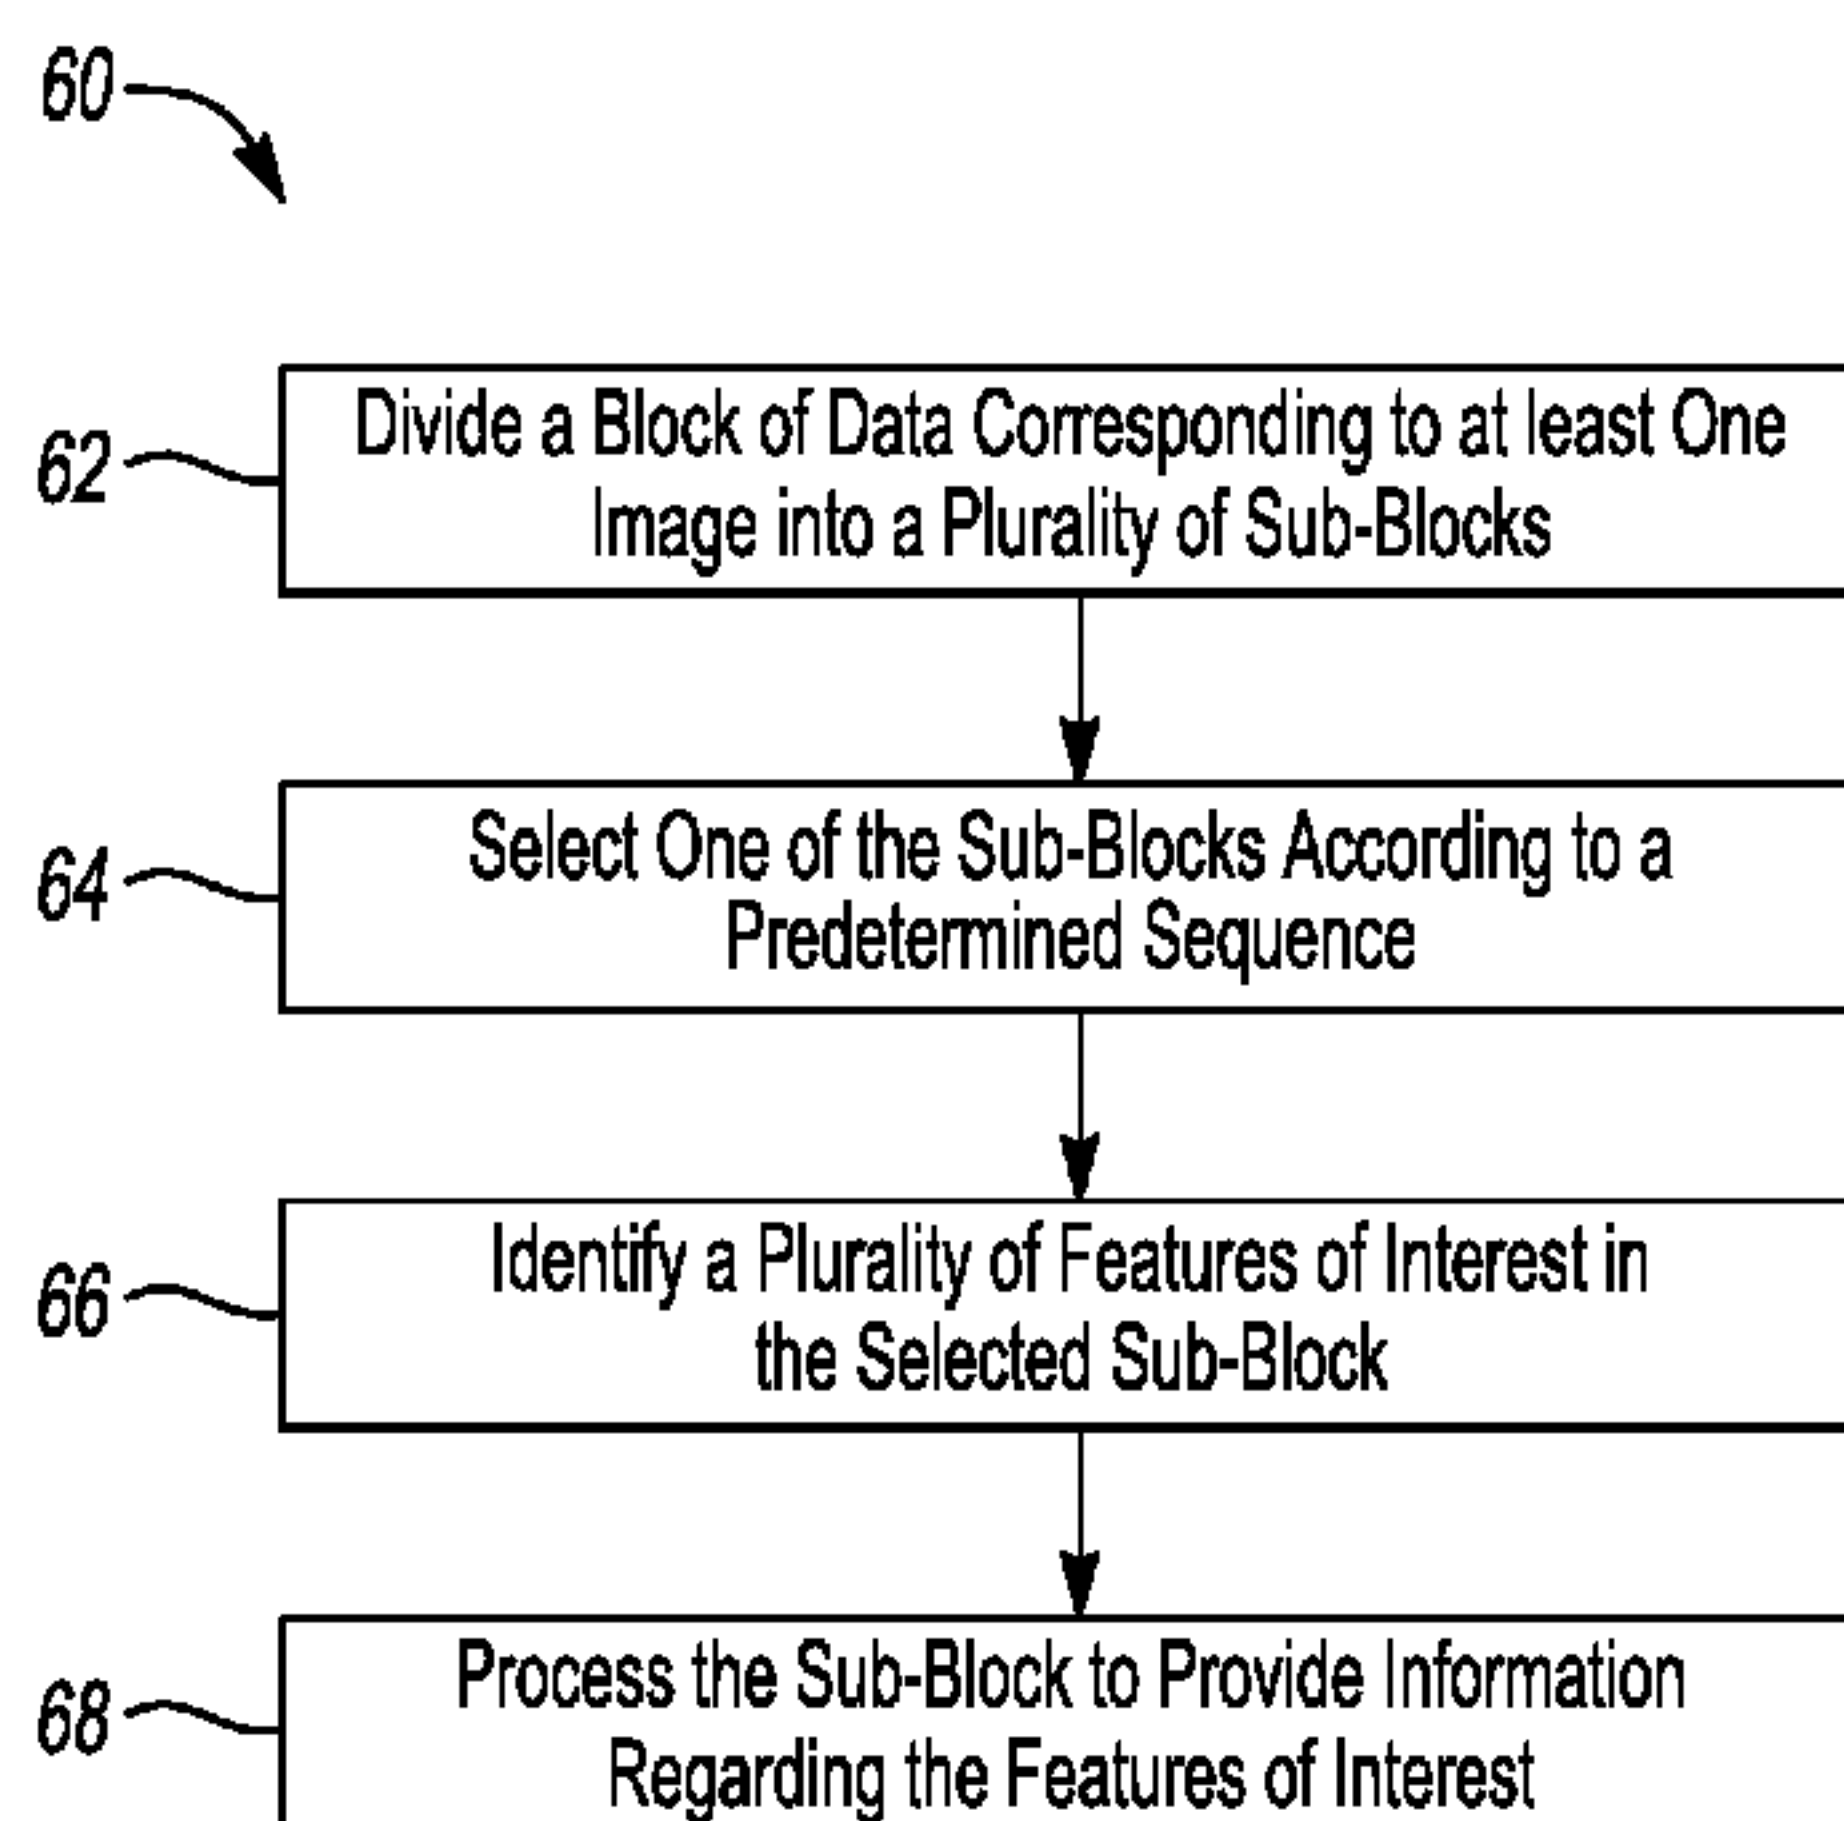 60
62
Divide a Block of Data Corresponding to at least One
Image into a Plurality of Sub-Blocks
64
Select One of the Sub-Blocks According to a
Predetermined Sequence
66
Identify a Plurality of Features of Interest in
the Selected Sub-Block
68
Process the Sub-Block to Provide Information
Regarding the Features of Interest